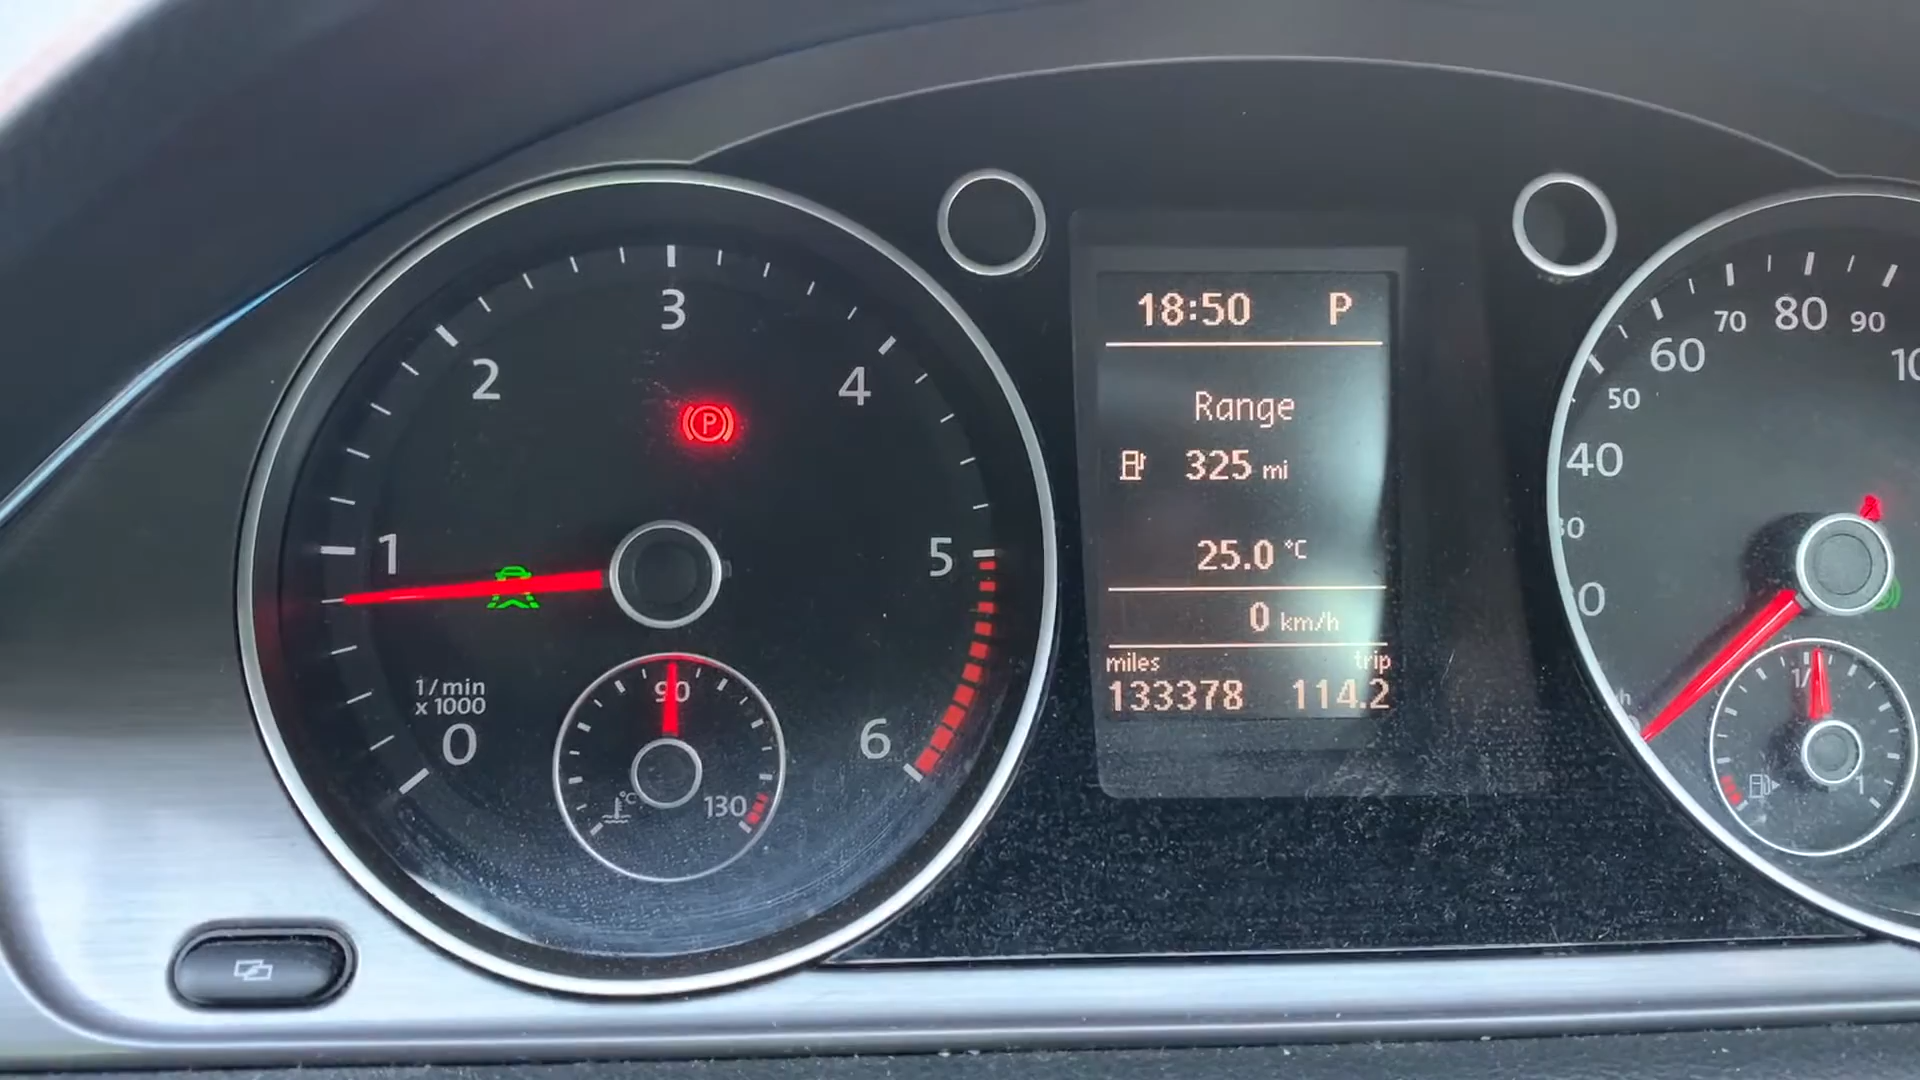 3
2
4
1
5
1/min
x 1000
0
6
90
°C
130
P
18:50 P
Range
325 mi
25.0 °C
0 km/h
miles trip
133378 114.2
80
70
90
60
50
40
1